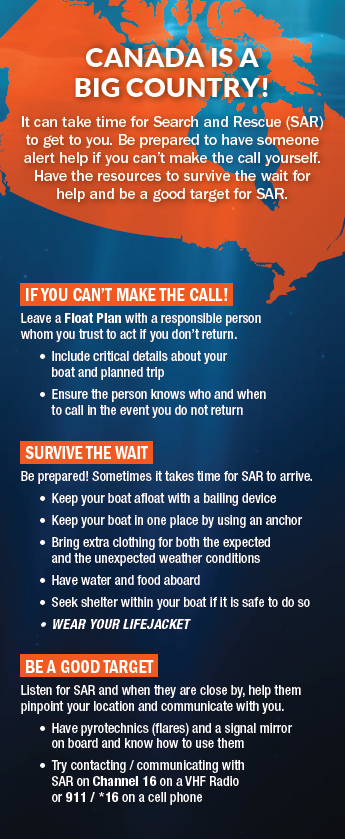 CANADA IS A
BIG COUNTRY!
It can take time for Search and Rescue (SAR)
to get to you. Be prepared to have someone
alert help if you can't make the call yourself.
Have the resources to survive the wait for
help and be a good target for SAR.
IF YOU CAN'T MAKE THE CALL!
Leave a Float Plan with a responsible person
whom you trust to act if you don't return.
• Include critical details about your
boat and planned trip
• Ensure the person knows who and when
to call in the event you do not return
SURVIVE THE WAIT
Be prepared! Sometimes it takes time for SAR to arrive.
• Keep your boat afloat with a bailing device
• Keep your boat in one place by using an anchor
• Bring extra clothing for both the expected
and the unexpected weather conditions
• Have water and food aboard
• Seek shelter within your boat if it is safe to do so
• WEAR YOUR LIFEJACKET
BE A GOOD TARGET
Listen for SAR and when they are close by, help them
pinpoint your location and communicate with you.
• Have pyrotechnics (flares) and a signal mirror
on board and know how to use them
• Try contacting / communicating with
SAR on Channel 16 on a VHF Radio
or 911 / *16 on a cell phone